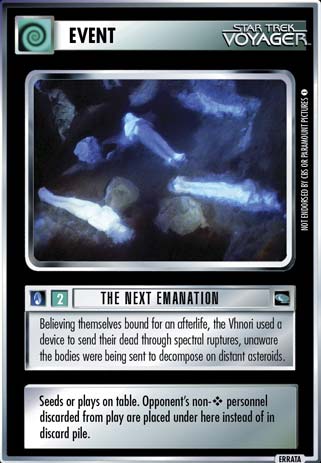 EVENT
STAR TREK
VOYAGER
NOT ENDORSED BY CBS OR PARAMOUNT PICTURES
2
THE NEXT EMANATION
Believing themselves bound for an afterlife, the Vhnori used a
device to send their dead through spectral ruptures, unaware
the bodies were being sent to decompose on distant asteroids.
Seeds or plays on table. Opponent's non-❖ personnel
discarded from play are placed under here instead of in
discard pile.
ERRATA